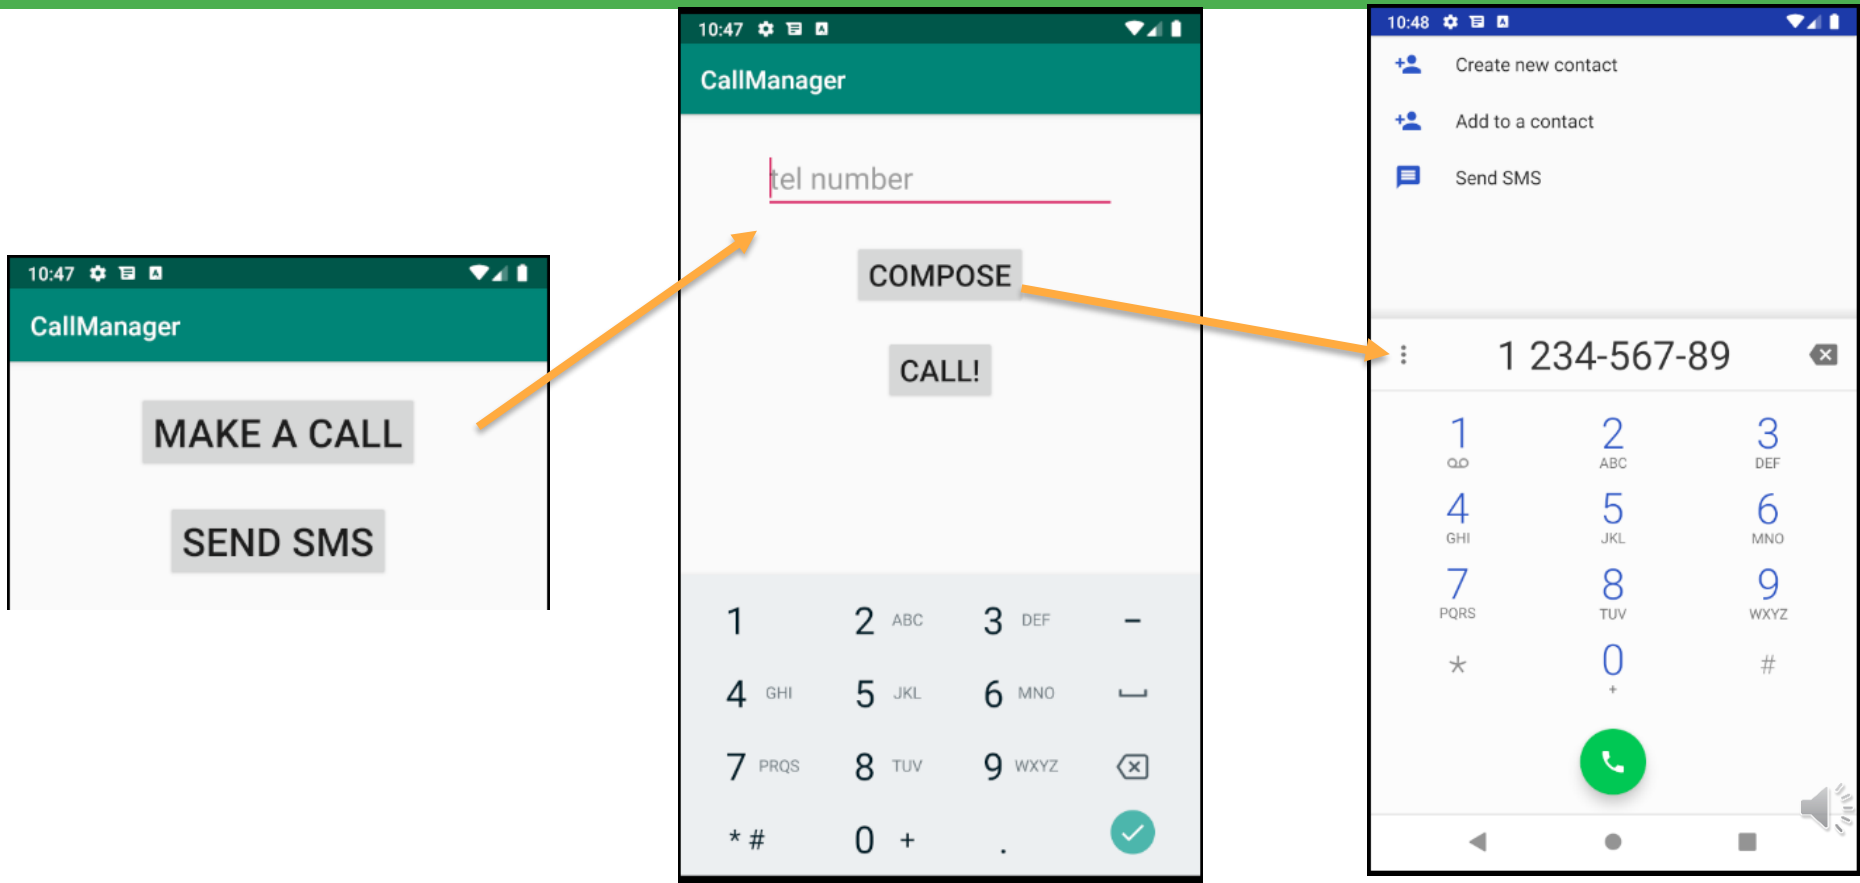 10:47
CallManager
MAKE A CALL
SEND SMS
10:47
CallManager
tel number
COMPOSE
CALL!
1 2 ABC 3 DEF -
4 GHI 5 JKL 6 MNO
7 PRQS 8 TUV 9 WXYZ
* # 0 + .
10:48
Create new contact
Add to a contact
Send SMS
1 234-567-89
1 2 3
ABC DEF
4 5 6
GHI JKL MNO
7 8 9
PQRS TUV WXYZ
* 0 #
+